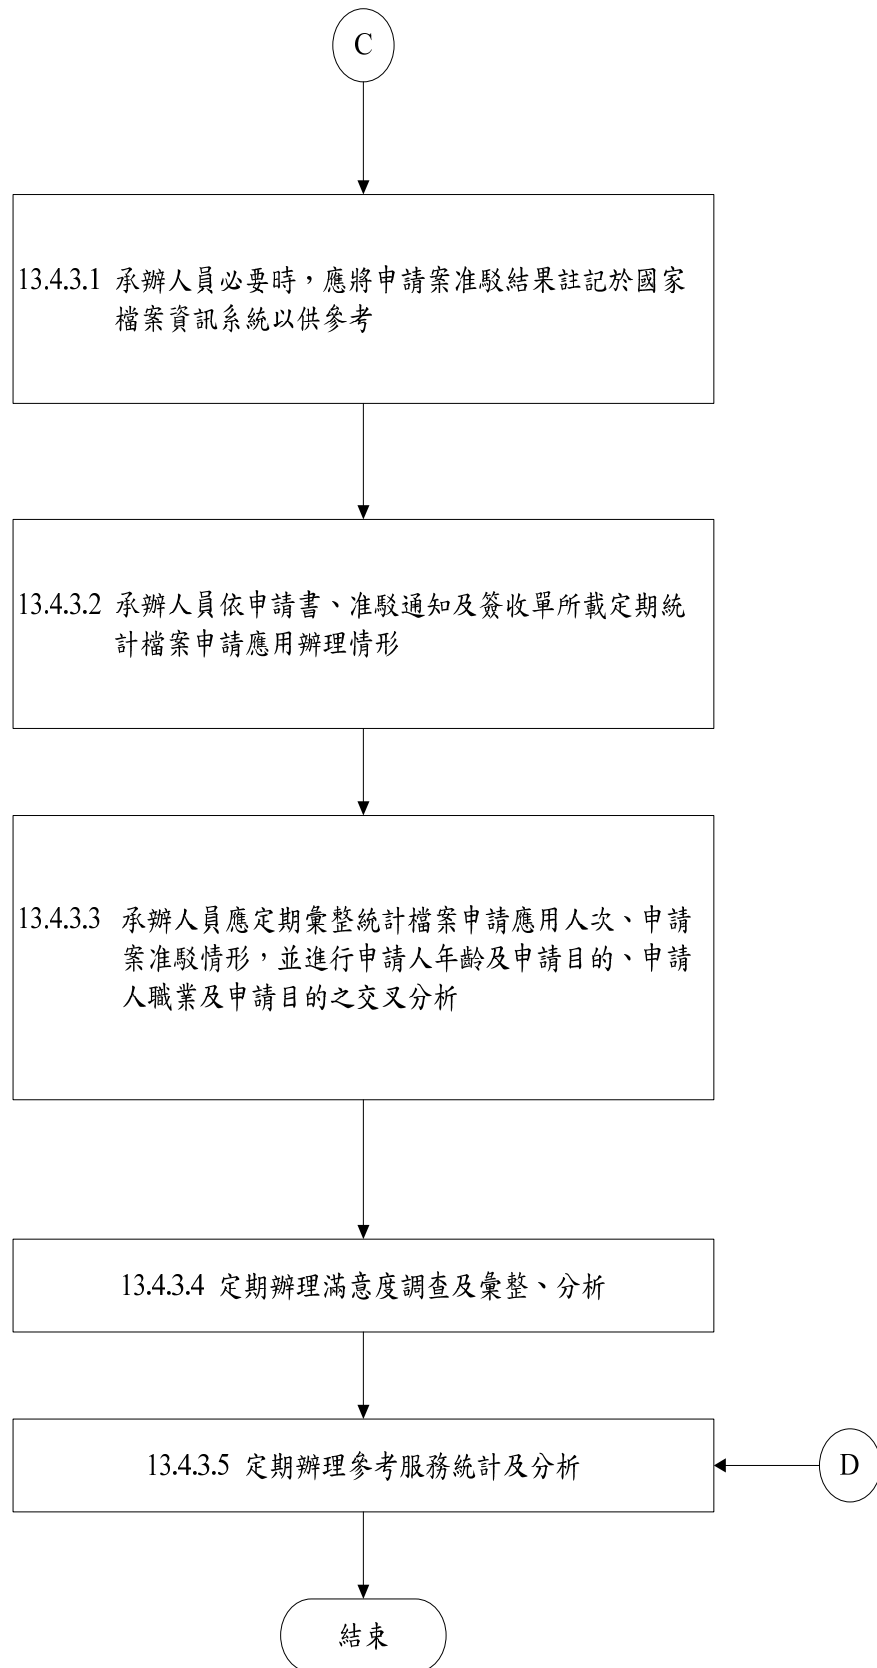 C
13.4.3.1 承辦人員必要時，應將申請案准駁結果註記於國家
檔案資訊系統以供參考
13.4.3.2 承辦人員依申請書、准駁通知及簽收單所載定期統
計檔案申請應用辦理情形
13.4.3.3 承辦人員應定期彙整統計檔案申請應用人次、申請
案准駁情形，並進行申請人年齡及申請目的、申請
人職業及申請目的之交叉分析
13.4.3.4 定期辦理滿意度調查及彙整、分析
13.4.3.5 定期辦理參考服務統計及分析
D
結束